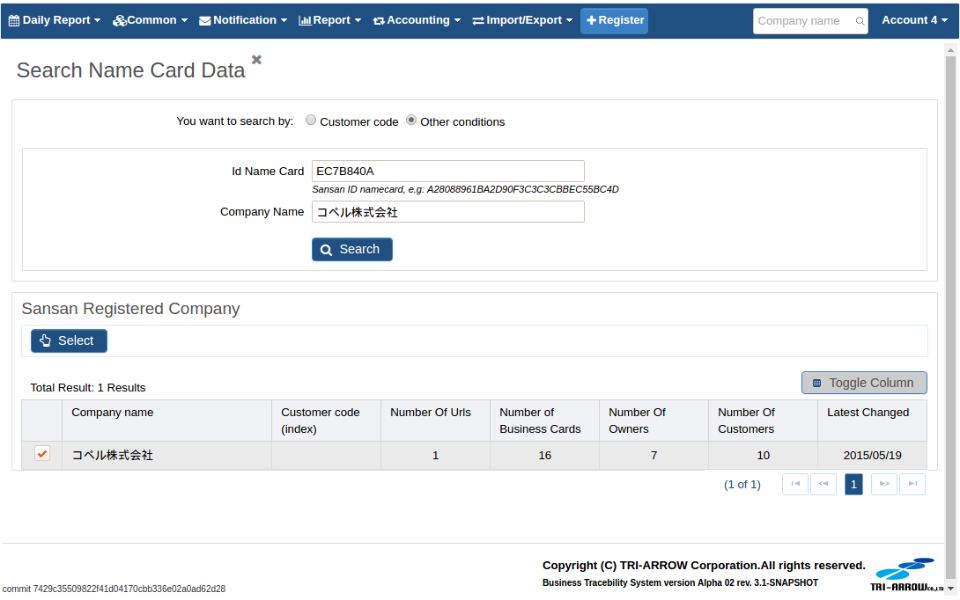 Daily Report Common Notification Report Accounting Import/Export Register Company name Account 4
Search Name Card Data
You want to search by: Customer code Other conditions
Id Name Card EC7B840A
Sansan ID namecard, e.g: A28088961BA2D90F3C3C3CBBEC55BC4D
Company Name コベル株式会社
Search
Sansan Registered Company
Select
Total Result: 1 Results Toggle Column
Company name Customer code (index) Number Of Urls Number of Business Cards Number Of Owners Number Of Customers Latest Changed
コベル株式会社 1 16 7 10 2015/05/19
(1 of 1) 1
Copyright (C) TRI-ARROW Corporation.All rights reserved.
Business Tracebility System version Alpha 02 rev. 3.1-SNAPSHOT
TRI-ARROW CO.,LTD
commit 7429c35509822f41d04170cbb336e02a0ad62d28